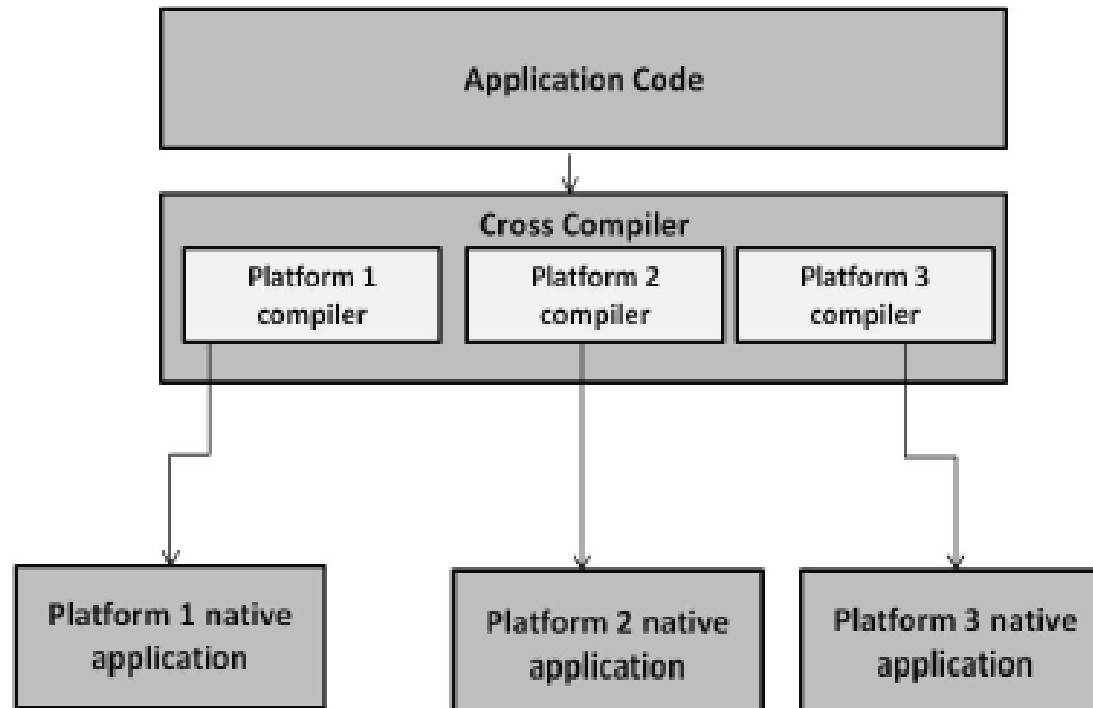 Application Code
Cross Compiler
Platform 1
compiler
Platform 2
compiler
Platform 3
compiler
Platform 1 native
application
Platform 2 native
application
Platform 3 native
application